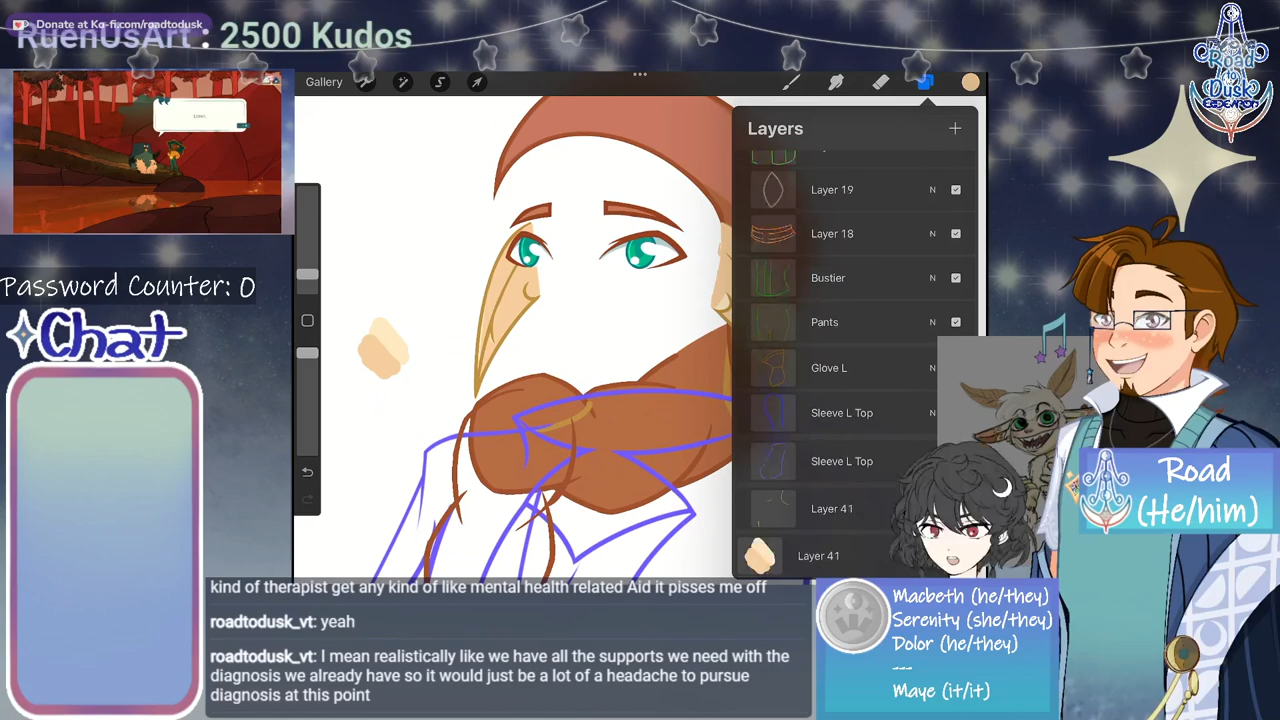 Donate at Ko-fi.com/roadtodusk
RuenUsArt : 2500 Kudos
Gallery
Layers
Layer 19
N
Layer 18
N
Bustier
N
Pants
N
Glove L
N
Sleeve L Top
N
Sleeve L Top
Layer 41
Layer 41
Password Counter: 0
Chat
Road
to
Dusk
Road
(He/him)
kind of therapist get any kind of like mental health related Aid it pisses me off
roadtodusk_vt: yeah
roadtodusk_vt: I mean realistically like we have all the supports we need with the
diagnosis we already have so it would just be a lot of a headache to pursue
diagnosis at this point
Macbeth (he/they)
Serenity (she/they)
Dolor (he/they)
---
Maye (it/it)